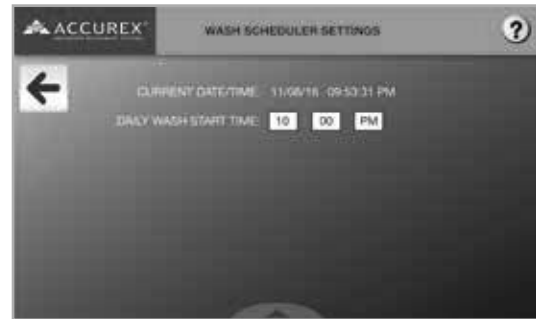 ACCUREX
WASH SCHEDULER SETTINGS
?
CURRENT DATE/TIME: 11/08/16 09:53:31 PM
DAILY WASH START TIME: 10 00 PM